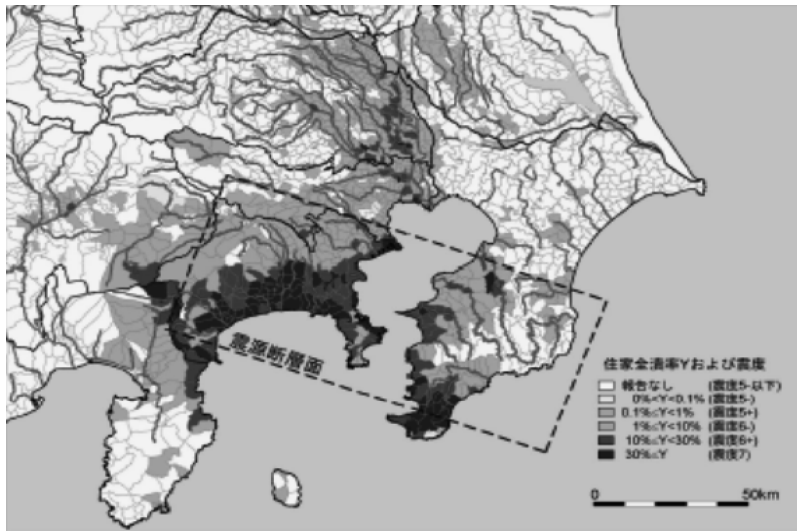 震源断層面
住家全潰率Yおよび震度
報告なし (震度5-以下)
0%<Y<0.1% (震度5-)
0.1%≤Y<1% (震度5+)
1%≤Y<10% (震度6-)
10%≤Y<30% (震度6+)
30%≤Y (震度7)
0 50km